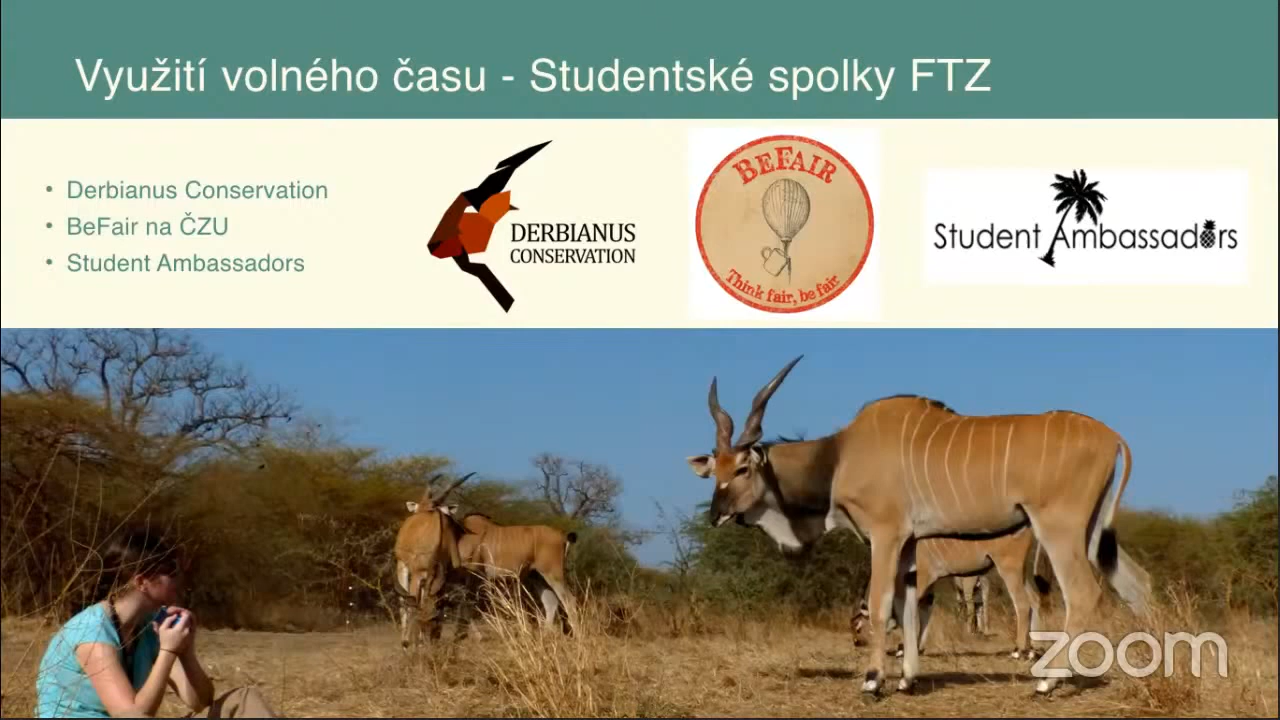 Využití volného času - Studentské spolky FTZ
• Derbianus Conservation
• BeFair na ČZU
• Student Ambassadors
DERBIANUS
CONSERVATION
BEFAIR
Think fair, be fair
Student Ambassadors
zoom